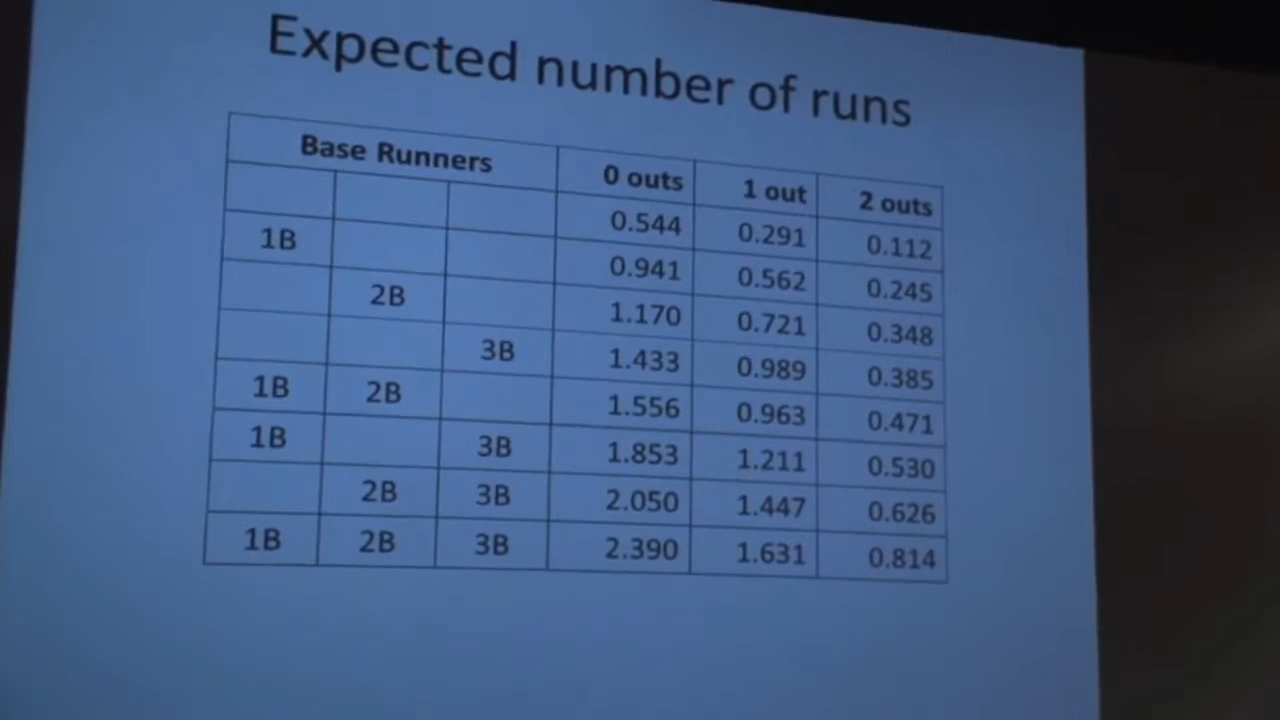 Expected number of runs
Base Runners 0 outs 1 out 2 outs
0.544 0.291 0.112
1B 0.941 0.562 0.245
2B 1.170 0.721 0.348
3B 1.433 0.989 0.385
1B 2B 1.556 0.963 0.471
1B 3B 1.853 1.211 0.530
2B 3B 2.050 1.447 0.626
1B 2B 3B 2.390 1.631 0.814